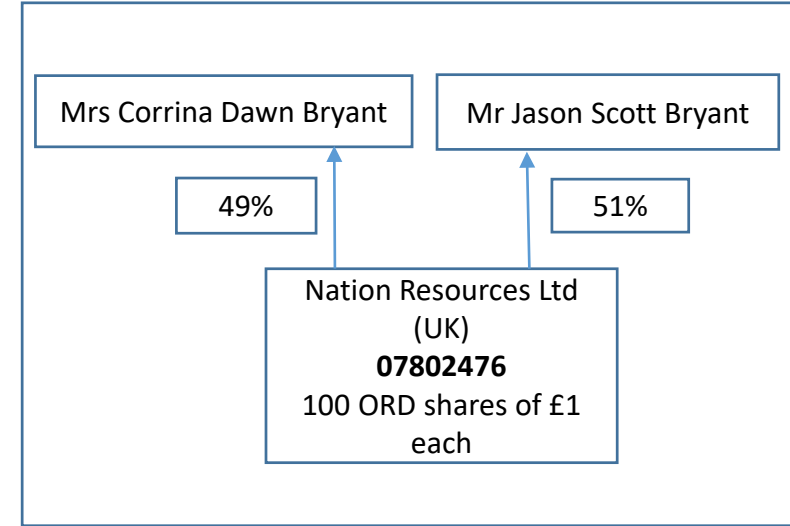 Mrs Corrina Dawn Bryant
Mr Jason Scott Bryant
49%
51%
Nation Resources Ltd
(UK)
07802476
100 ORD shares of £1
each